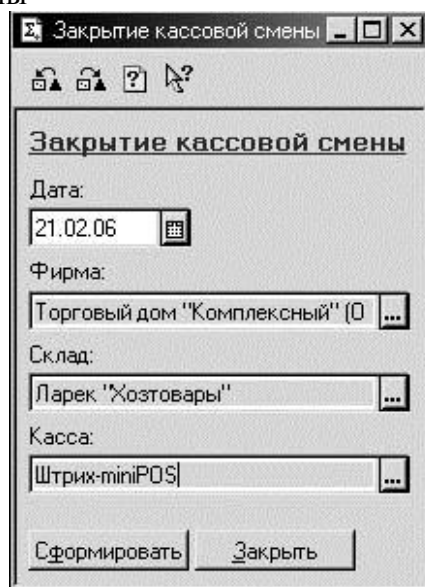 ны
Закрытие кассовой смены
Закрытие кассовой смены
Дата:
21.02.06
Фирма:
Торговый дом "Комплексный" (О ...
Склад:
Ларек "Хозтовары" ...
Касса:
Штрих-miniPOS ...
Сформировать Закрыть